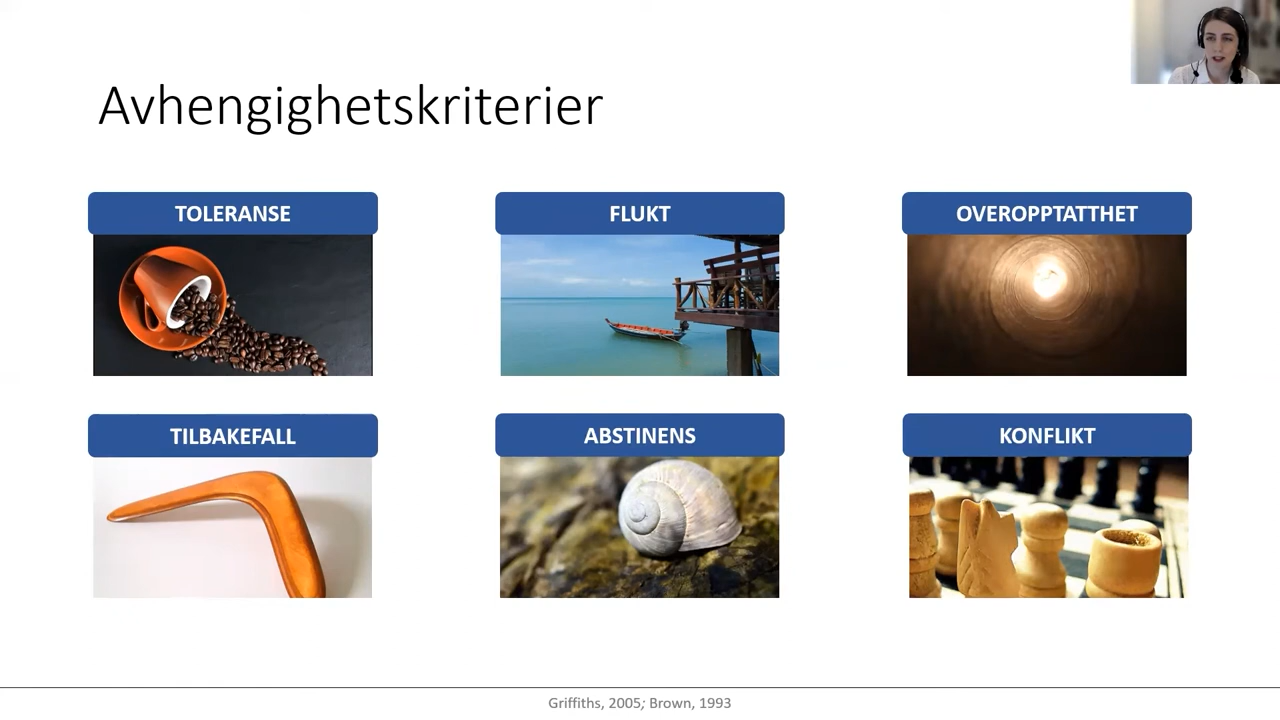 Avhengighetskriterier
TOLERANSE
FLUKT
OVEROPPTATTHET
TILBAKEFALL
ABSTINENS
KONFLIKT
Griffiths, 2005; Brown, 1993